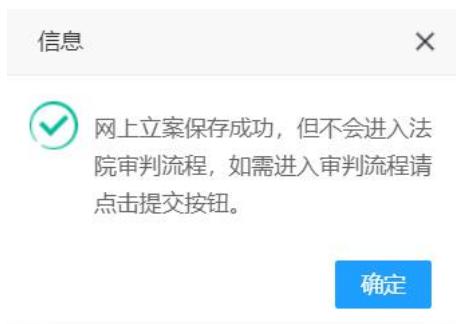 信息
网上立案保存成功，但不会进入法
院审判流程，如需进入审判流程请
点击提交按钮。
确定